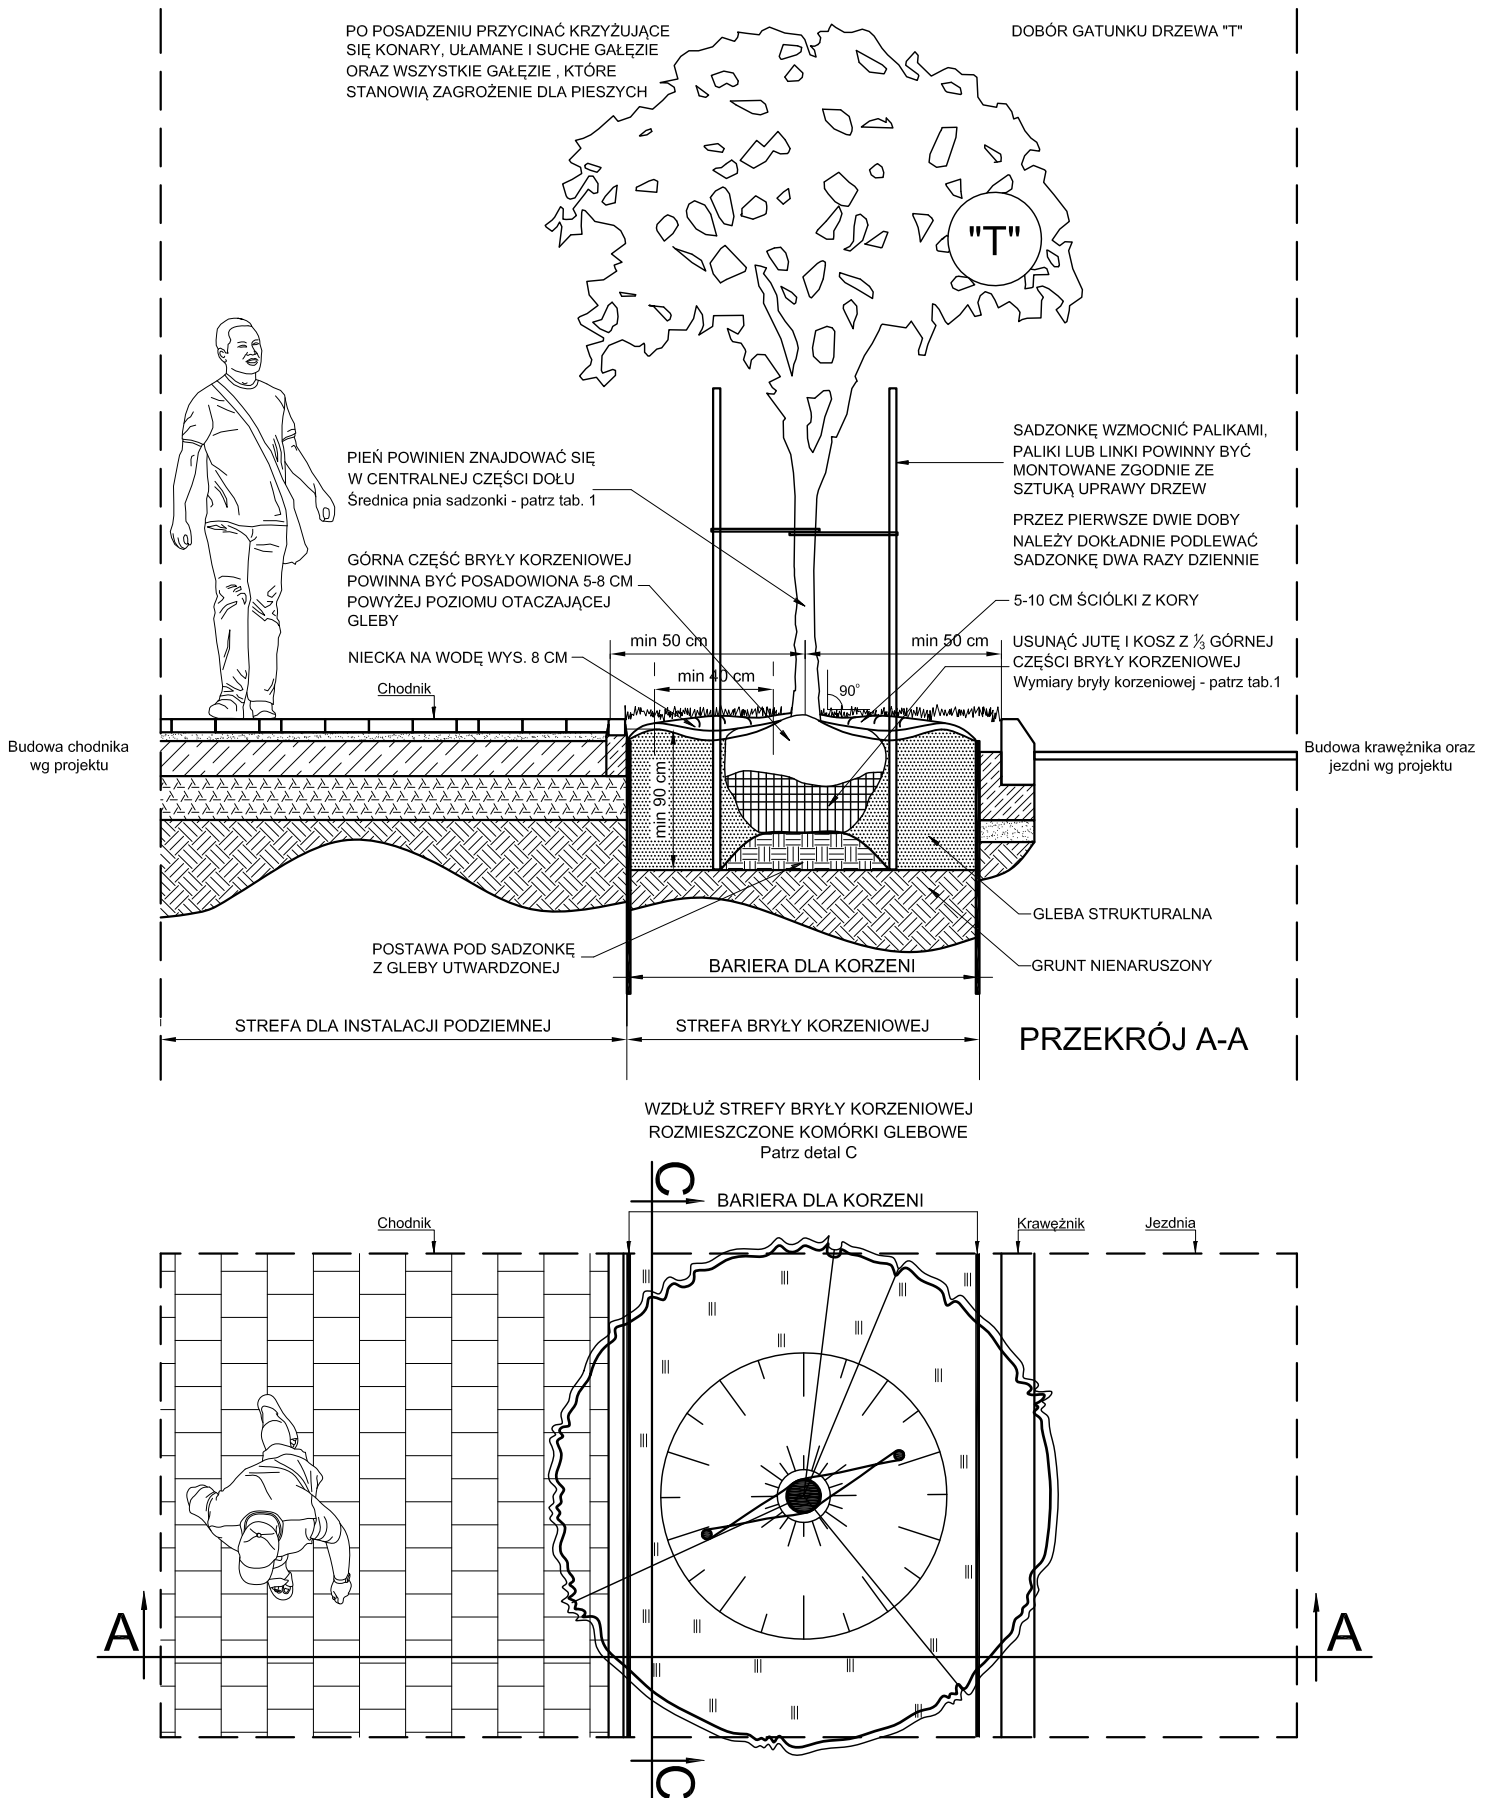 PO POSADZENIU PRZYCINAĆ KRZYŻUJĄCE
SIĘ KONARY, UŁAMANE I SUCHE GAŁĘZIE
ORAZ WSZYSTKIE GAŁĘZIE , KTÓRE
STANOWIĄ ZAGROŻENIE DLA PIESZYCH
DOBÓR GATUNKU DRZEWA "T"
"T"
PIEŃ POWINIEN ZNAJDOWAĆ SIĘ
W CENTRALNEJ CZĘŚCI DOŁU
Średnica pnia sadzonki - patrz tab. 1
GÓRNA CZĘŚĆ BRYŁY KORZENIOWEJ
POWINNA BYĆ POSADOWIONA 5-8 CM
POWYŻEJ POZIOMU OTACZAJĄCEJ
GLEBY
NIECKA NA WODĘ WYS. 8 CM
Chodnik
SADZONKĘ WZMOCNIĆ PALIKAMI,
PALIKI LUB LINKI POWINNY BYĆ
MONTOWANE ZGODNIE ZE
SZTUKĄ UPRAWY DRZEW
PRZEZ PIERWSZE DWIE DOBY
NALEŻY DOKŁADNIE PODLEWAĆ
SADZONKĘ DWA RAZY DZIENNIE
5-10 CM ŚCIÓLKI Z KORY
USUNĄĆ JUTĘ I KOSZ Z ⅓ GÓRNEJ
CZĘŚCI BRYŁY KORZENIOWEJ
Wymiary bryły korzeniowej - patrz tab.1
min 50 cm
min 50 cm
min 40 cm
90°
min 90 cm
Budowa chodnika
wg projektu
Budowa krawężnika oraz
jezdni wg projektu
GLEBA STRUKTURALNA
GRUNT NIENARUSZONY
POSTAWA POD SADZONKĘ
Z GLEBY UTWARDZONEJ
BARIERA DLA KORZENI
STREFA DLA INSTALACJI PODZIEMNEJ
STREFA BRYŁY KORZENIOWEJ
PRZEKRÓJ A-A
WZDŁUŻ STREFY BRYŁY KORZENIOWEJ
ROZMIESZCZONE KOMÓRKI GLEBOWE
Patrz detal C
C
BARIERA DLA KORZENI
Chodnik
Krawężnik
Jezdnia
A
A
C